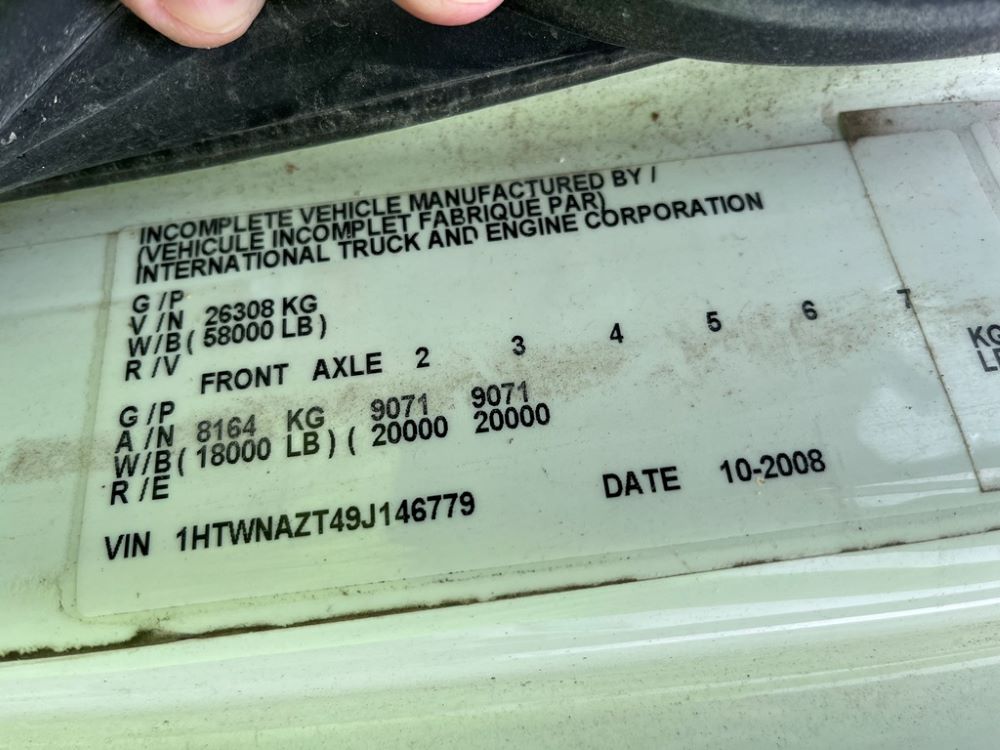 INCOMPLETE VEHICLE MANUFACTURED BY /
(VEHICULE INCOMPLET FABRIQUE PAR)
INTERNATIONAL TRUCK AND ENGINE CORPORATION
G /P
V /N 26308 KG
W/B ( 58000 LB )
R /V
FRONT AXLE 2 3 4 5 6 7
G /P
A /N 8164 KG 9071 9071
W/B ( 18000 LB ) ( 20000 20000
R /E
VIN 1HTWNAZT49J146779 DATE 10-2008
KG